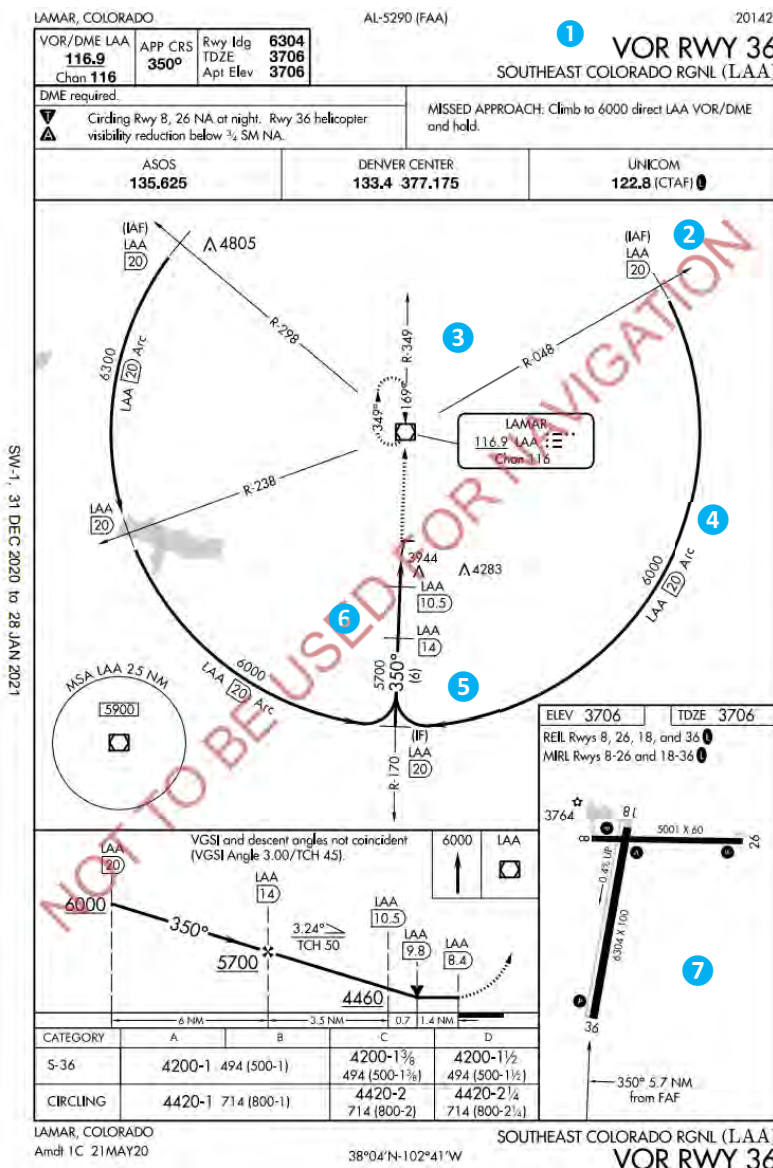 LAMAR, COLORADO
AL-5290 (FAA)
20142
1
VOR/DME LAA
116.9
Chan 116
APP CRS
350°
Rwy ldg 6304
TDZE 3706
Apt Elev 3706
VOR RWY 36
SOUTHEAST COLORADO RGNL (LAA)
DME required.
T
A
Circling Rwy 8, 26 NA at night. Rwy 36 helicopter
visibility reduction below ¾ SM NA.
MISSED APPROACH: Climb to 6000 direct LAA VOR/DME
and hold.
ASOS
135.625
DENVER CENTER
133.4 377.175
UNICOM
122.8 (CTAF) L
(IAF)
LAA
20
4805
(IAF)
LAA
20
2
R-298
R-349
3
R-048
6300
LAA 20 Arc
349°
169°
LAMAR
116.9 LAA
Chan 116
R-238
LAA
20
4
3944
4283
LAA
10.5
6000
LAA 20 Arc
6
LAA
14
5700
350°
(6)
5
6000
LAA 20 Arc
MSA LAA 25 NM
5900
(IF)
LAA
20
R-170
NOT TO BE USED FOR NAVIGATION
SW-1, 31 DEC 2020 to 28 JAN 2021
ELEV 3706
TDZE 3706
REIL Rwys 8, 26, 18, and 36 L
MIRL Rwys 8-26 and 18-36 L
3764
18
8
5001 X 60
26
0.4% UP
6304 X 100
7
36
350° 5.7 NM
from FAF
VGSI and descent angles not coincident
(VGSI Angle 3.00/TCH 45).
6000
LAA
LAA
20
6000
350°
LAA
14
5700
3.24°
TCH 50
LAA
10.5
4460
LAA
9.8
LAA
8.4
6 NM
3.5 NM
0.7
1.4 NM
CATEGORY A B C D
S-36 4200-1 494 (500-1) 4200-1⅜ 494 (500-1⅜) 4200-1½ 494 (500-1½)
CIRCLING 4420-1 714 (800-1) 4420-2 714 (800-2) 4420-2¼ 714 (800-2¼)
LAMAR, COLORADO
Amdt 1C 21MAY20
38°04'N-102°41'W
SOUTHEAST COLORADO RGNL (LAA)
VOR RWY 36